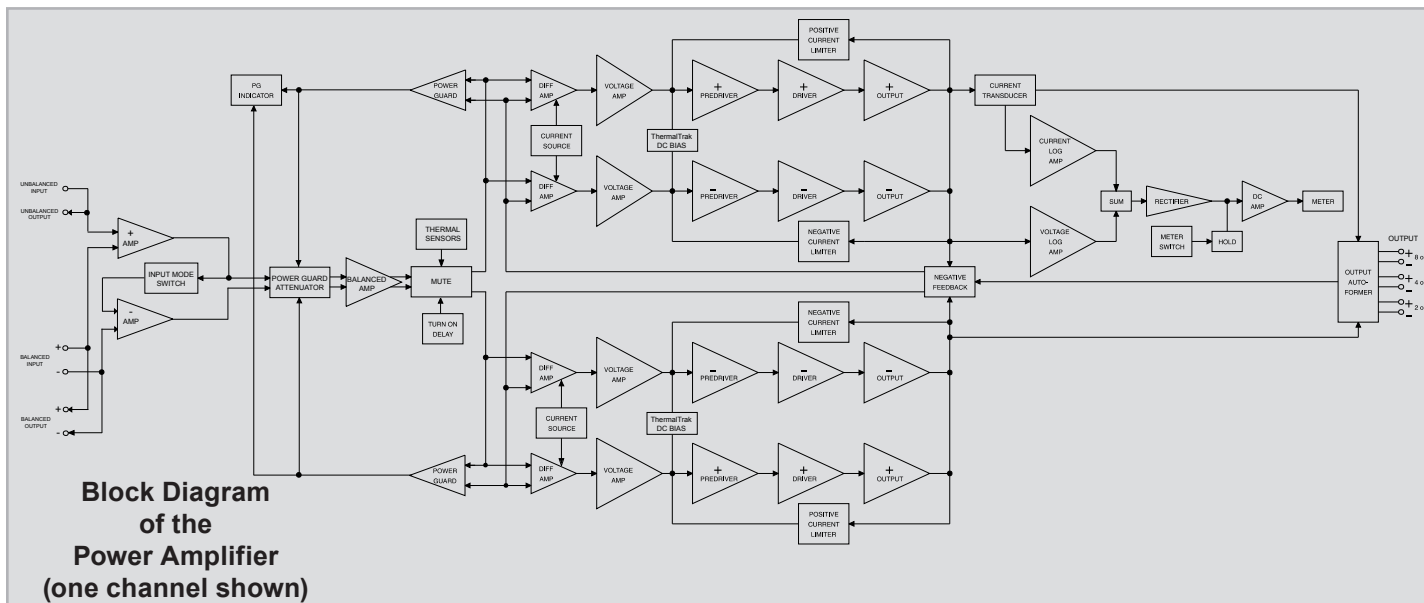 POSITIVE
CURRENT
LIMITER
PG
INDICATOR
POWER
GUARD
DIFF
AMP
VOLTAGE
AMP
+
PREDRIVER
+
DRIVER
+
OUTPUT
CURRENT
TRANSDUCER
CURRENT
SOURCE
ThermalTrak
DC BIAS
CURRENT
LOG
AMP
UNBALANCED
INPUT
UNBALANCED
OUTPUT
DIFF
AMP
VOLTAGE
AMP
-
PREDRIVER
-
DRIVER
-
OUTPUT
SUM
RECTIFIER
DC
AMP
METER
+
AMP
THERMAL
SENSORS
NEGATIVE
CURRENT
LIMITER
VOLTAGE
LOG
AMP
METER
SWITCH
HOLD
INPUT MODE
SWITCH
POWER GUARD
ATTENUATOR
BALANCED
AMP
MUTE
NEGATIVE
FEEDBACK
OUTPUT
AUTO-
FORMER
OUTPUT
+
- 8 o
+
- 4 o
+
- 2 o
-
AMP
TURN ON
DELAY
NEGATIVE
CURRENT
LIMITER
+
BALANCED
INPUT
-
DIFF
AMP
VOLTAGE
AMP
-
PREDRIVER
-
DRIVER
-
OUTPUT
+
BALANCED
OUTPUT
-
CURRENT
SOURCE
ThermalTrak
DC BIAS
POWER
GUARD
DIFF
AMP
VOLTAGE
AMP
+
PREDRIVER
+
DRIVER
+
OUTPUT
POSITIVE
CURRENT
LIMITER
Block Diagram
of the
Power Amplifier
(one channel shown)